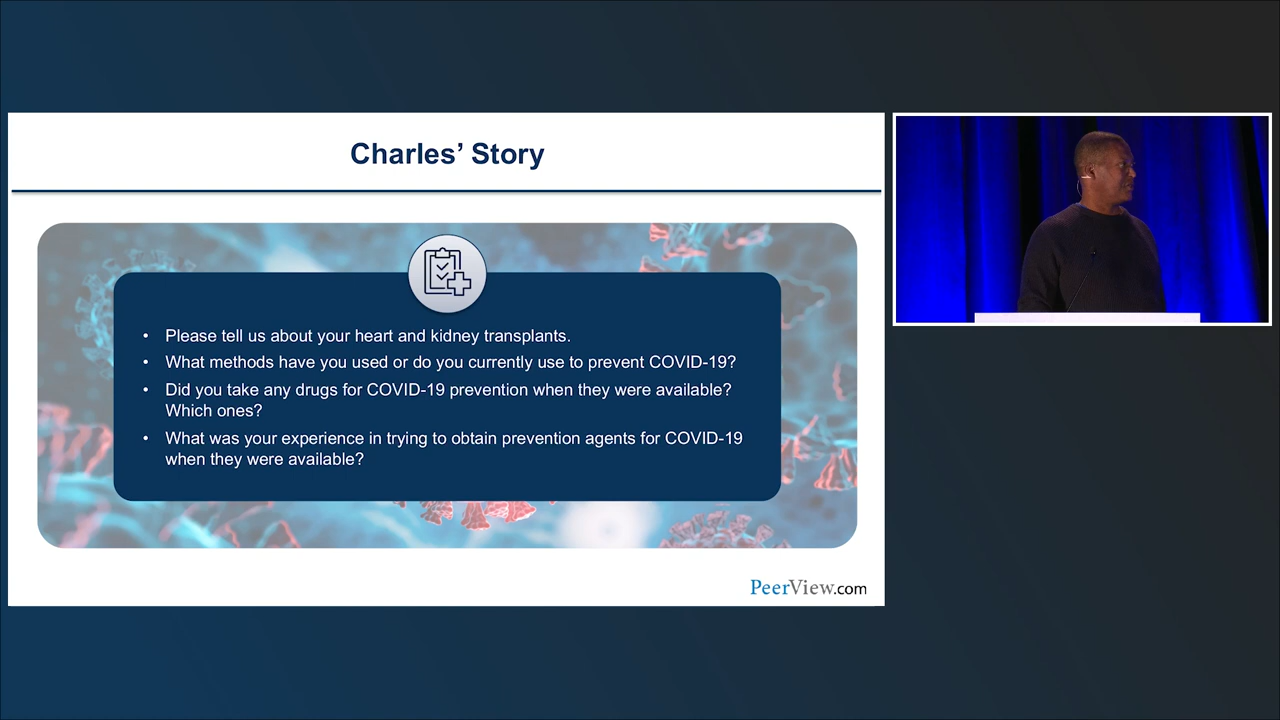 Charles’ Story
• Please tell us about your heart and kidney transplants.
• What methods have you used or do you currently use to prevent COVID-19?
• Did you take any drugs for COVID-19 prevention when they were available?
Which ones?
• What was your experience in trying to obtain prevention agents for COVID-19
when they were available?
PeerView.com